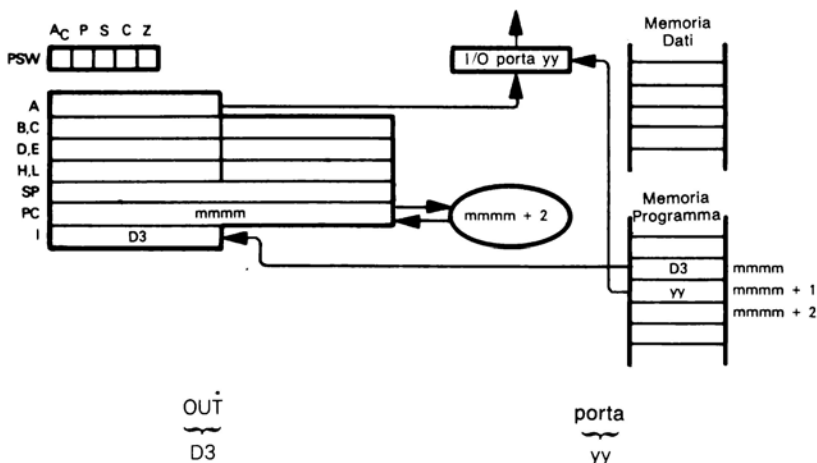 AC P S C Z
PSW
Memoria
Dati
I/O porta yy
A
B,C
D,E
H,L
SP
PC mmmm
mmmm + 2
I D3
Memoria
Programma
D3 mmmm
yy mmmm + 1
mmmm + 2
OUT porta
D3 yy